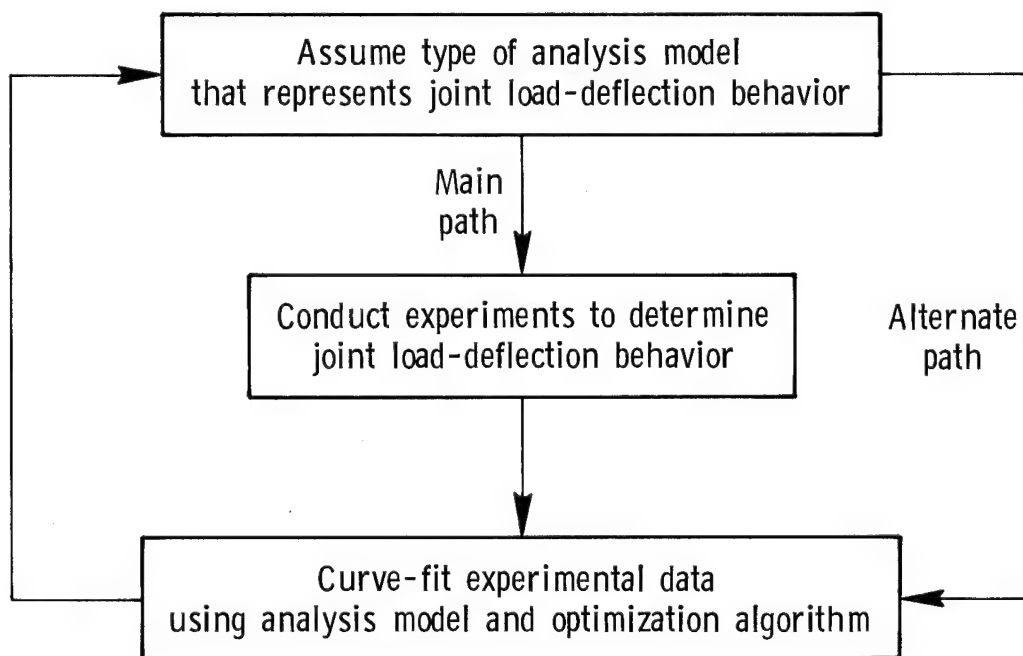 Assume type of analysis model
that represents joint load-deflection behavior
Main
path
Conduct experiments to determine
joint load-deflection behavior
Alternate
path
Curve-fit experimental data
using analysis model and optimization algorithm